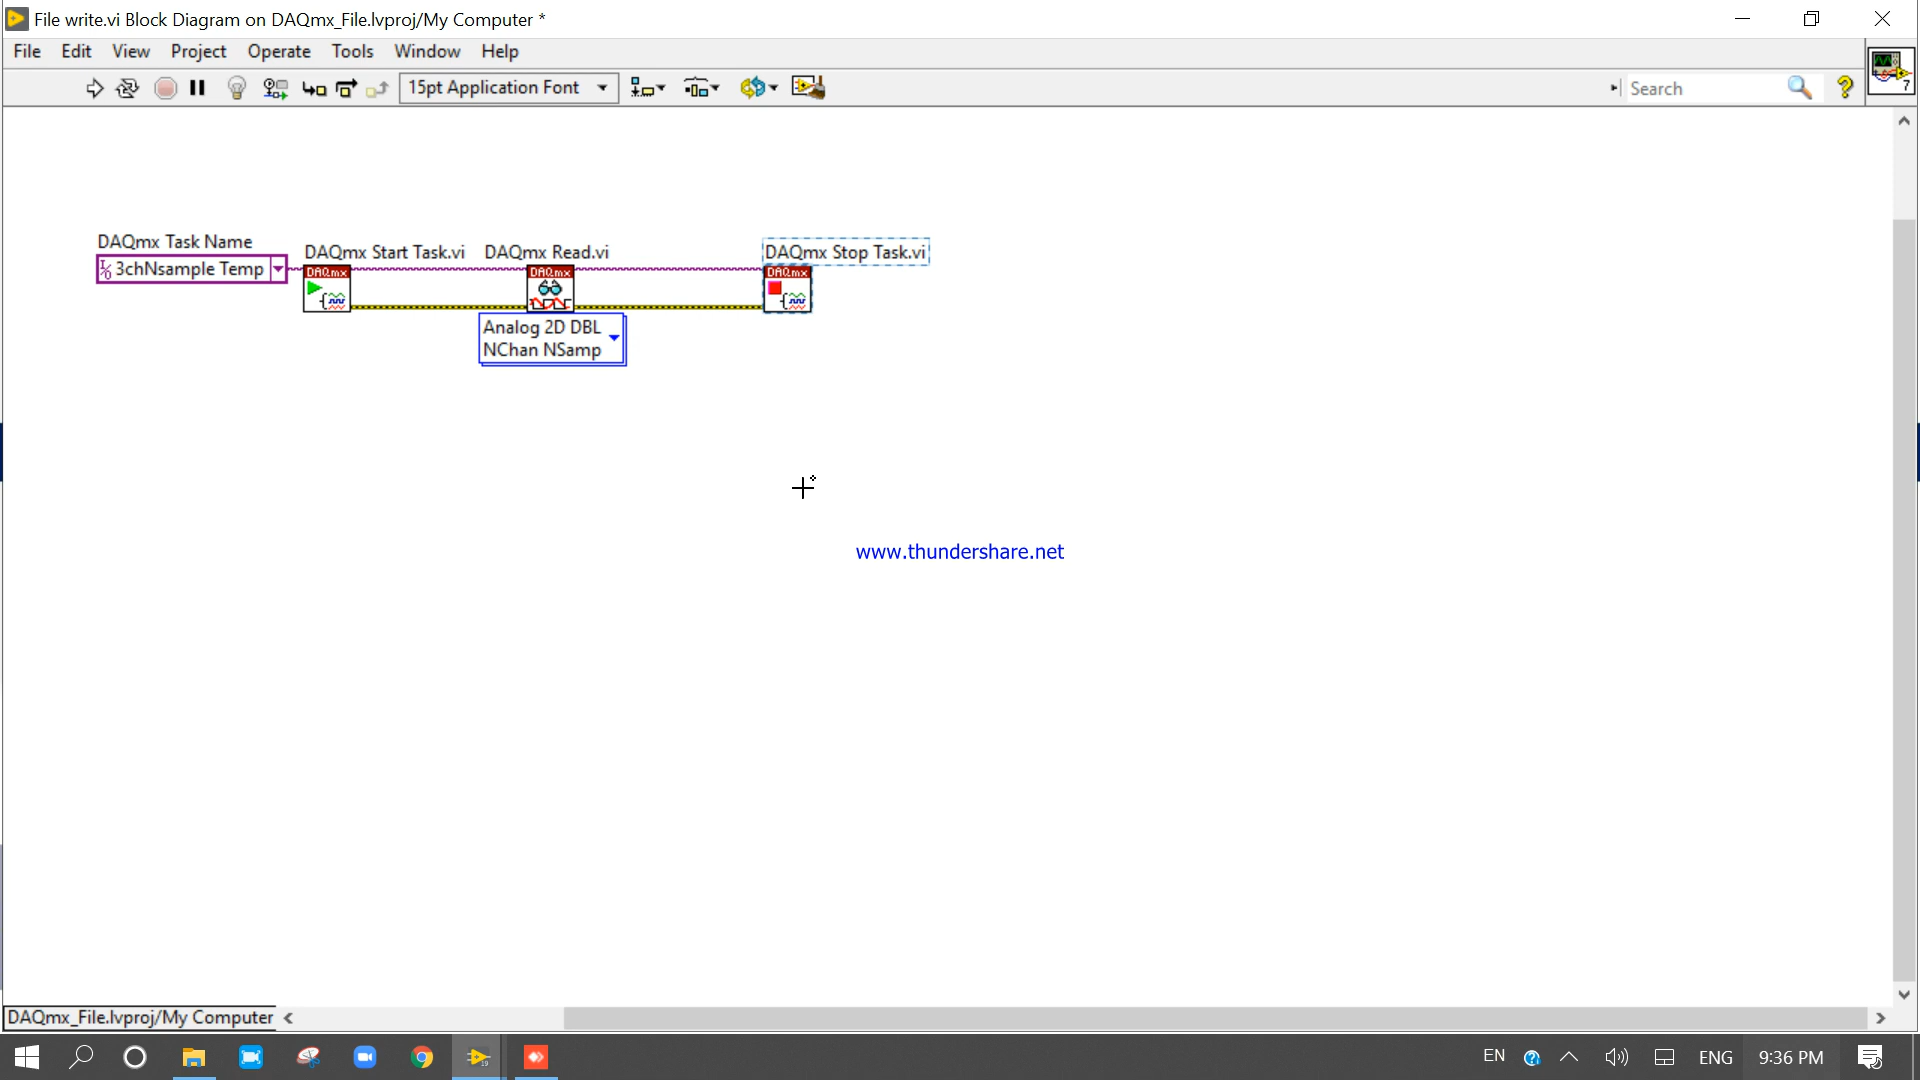 File write.vi Block Diagram on DAQmx_File.lvproj/My Computer *
File Edit View Project Operate Tools Window Help
15pt Application Font
Search
7
DAQmx Task Name
3chNsample Temp
DAQmx Start Task.vi
DAQmx Read.vi
DAQmx Stop Task.vi
DAQmx
DAQmx
DAQmx
Analog 2D DBL
NChan NSamp
www.thundershare.net
DAQmx_File.lvproj/My Computer
EN
ENG
9:36 PM